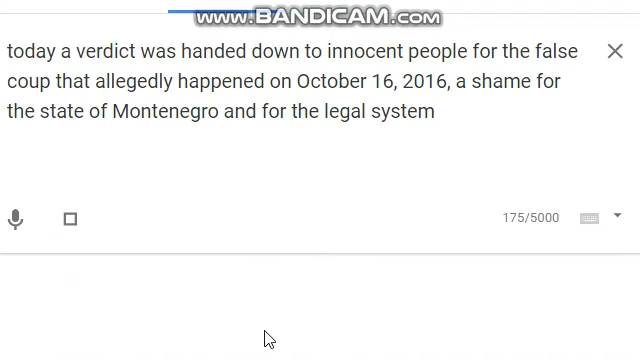 www.BANDICAM.com
today a verdict was handed down to innocent people for the false
coup that allegedly happened on October 16, 2016, a shame for
the state of Montenegro and for the legal system
175/5000